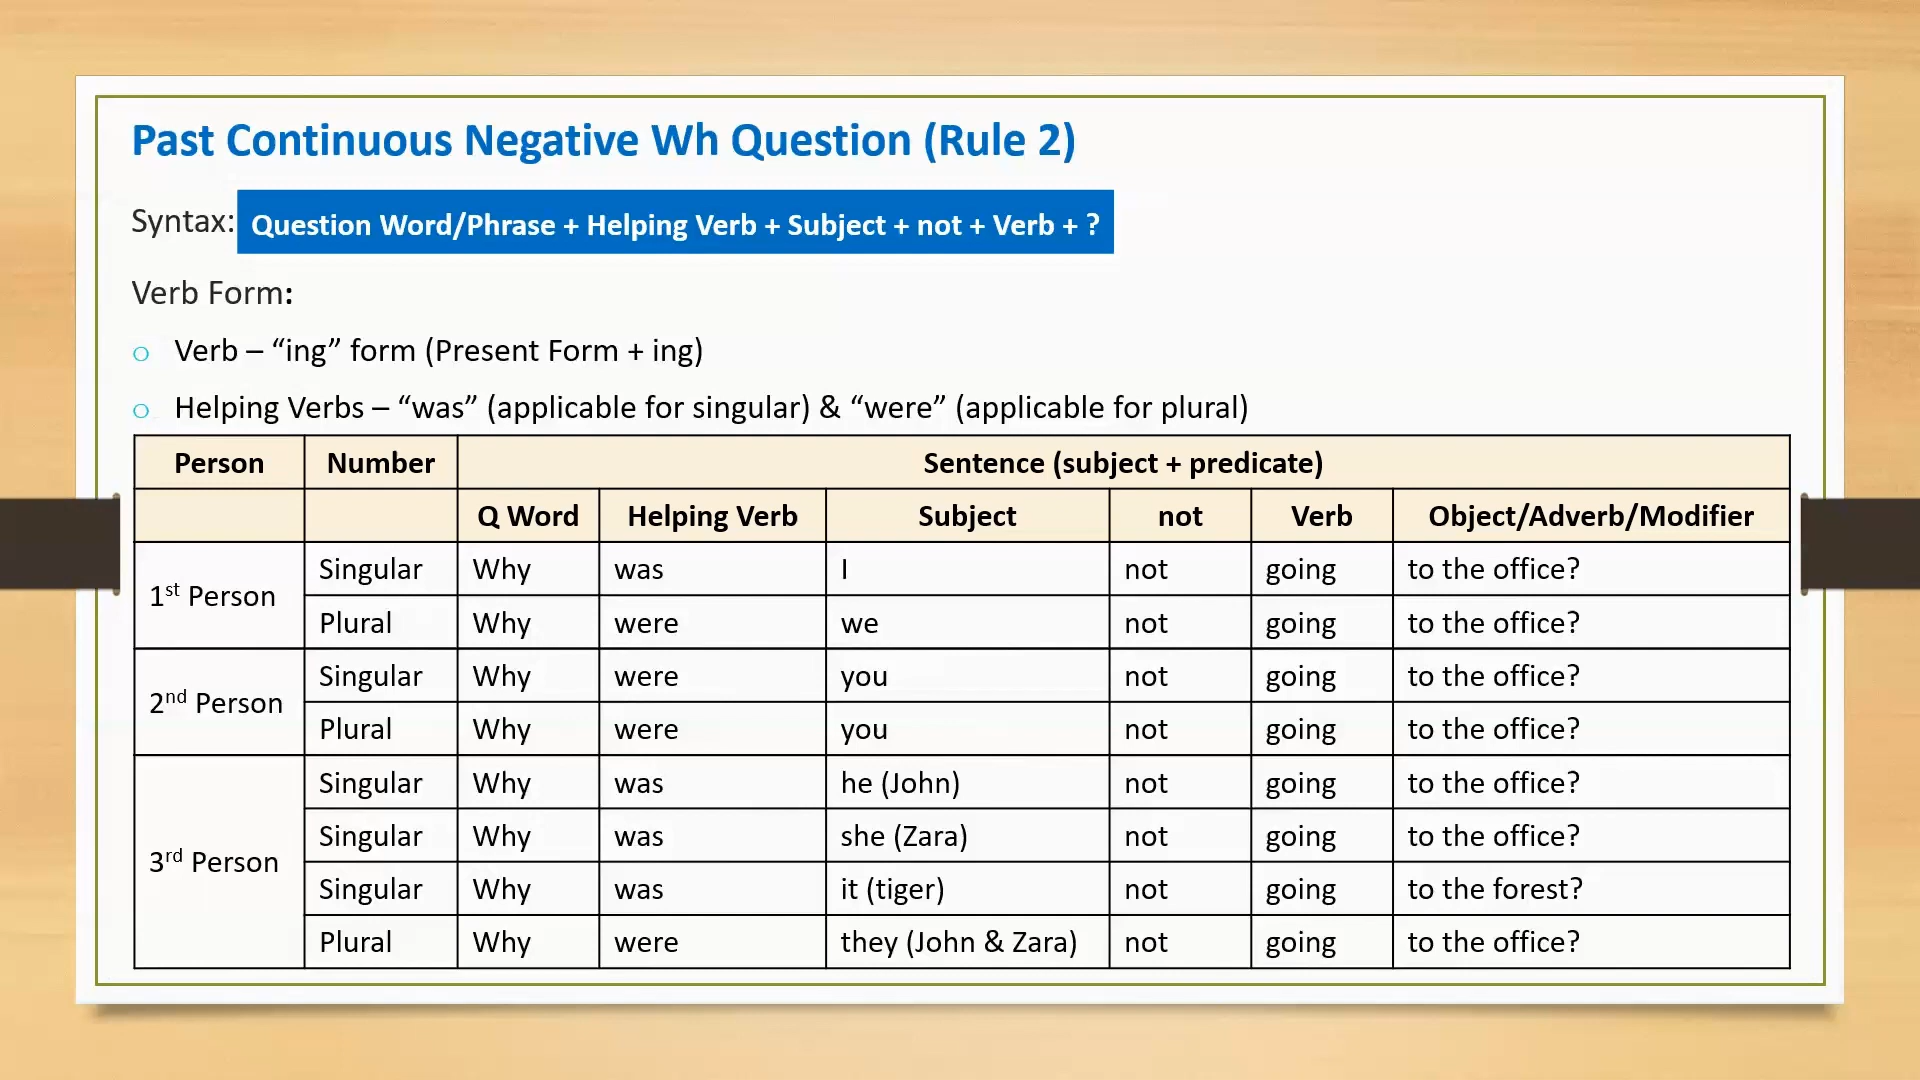 Past Continuous Negative Wh Question (Rule 2)
Syntax: Question Word/Phrase + Helping Verb + Subject + not + Verb + ?
Verb Form:
o Verb – “ing” form (Present Form + ing)
o Helping Verbs – “was” (applicable for singular) & “were” (applicable for plural)
Person Number Sentence (subject + predicate)
Q Word Helping Verb Subject not Verb Object/Adverb/Modifier
1st Person Singular Why was I not going to the office?
Plural Why were we not going to the office?
2nd Person Singular Why were you not going to the office?
Plural Why were you not going to the office?
3rd Person Singular Why was he (John) not going to the office?
Singular Why was she (Zara) not going to the office?
Singular Why was it (tiger) not going to the forest?
Plural Why were they (John & Zara) not going to the office?